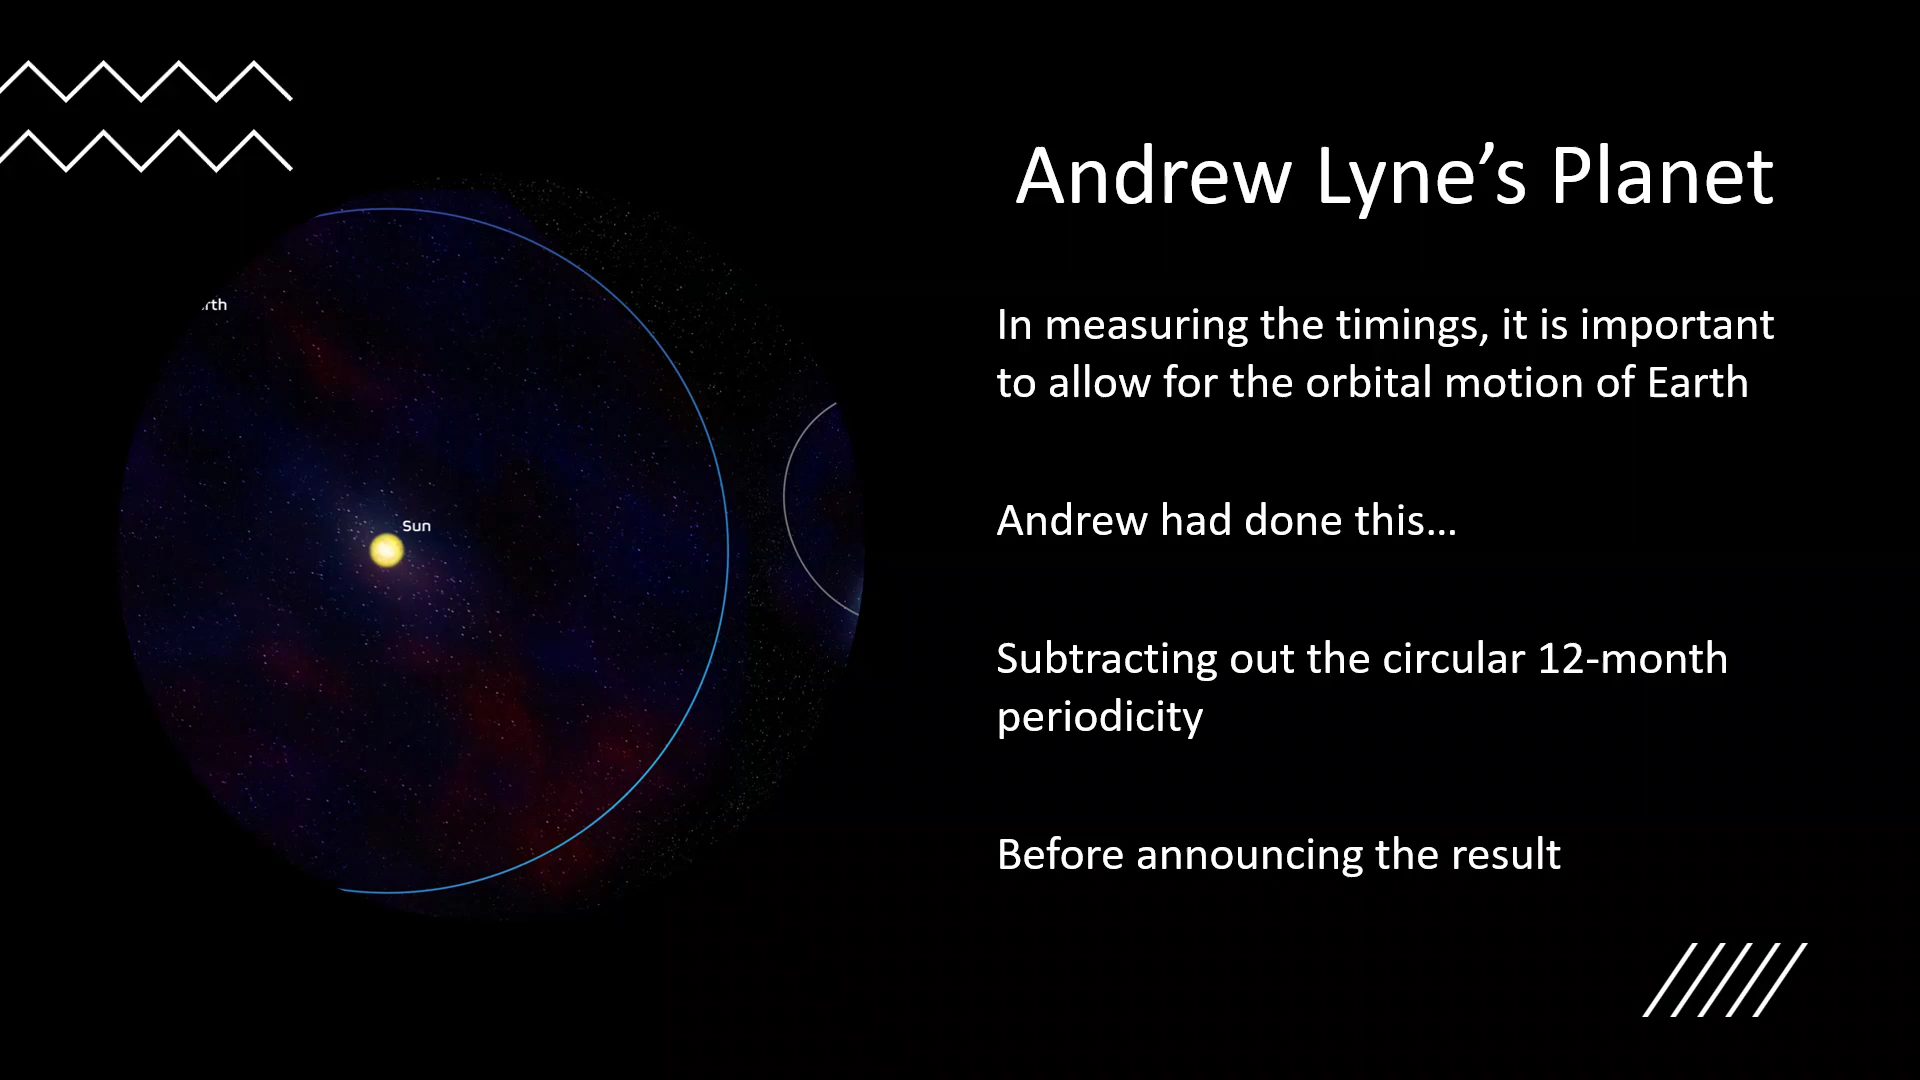 Andrew Lyne’s Planet
In measuring the timings, it is important
to allow for the orbital motion of Earth
Andrew had done this...
Subtracting out the circular 12-month
periodicity
Before announcing the result
rth
Sun